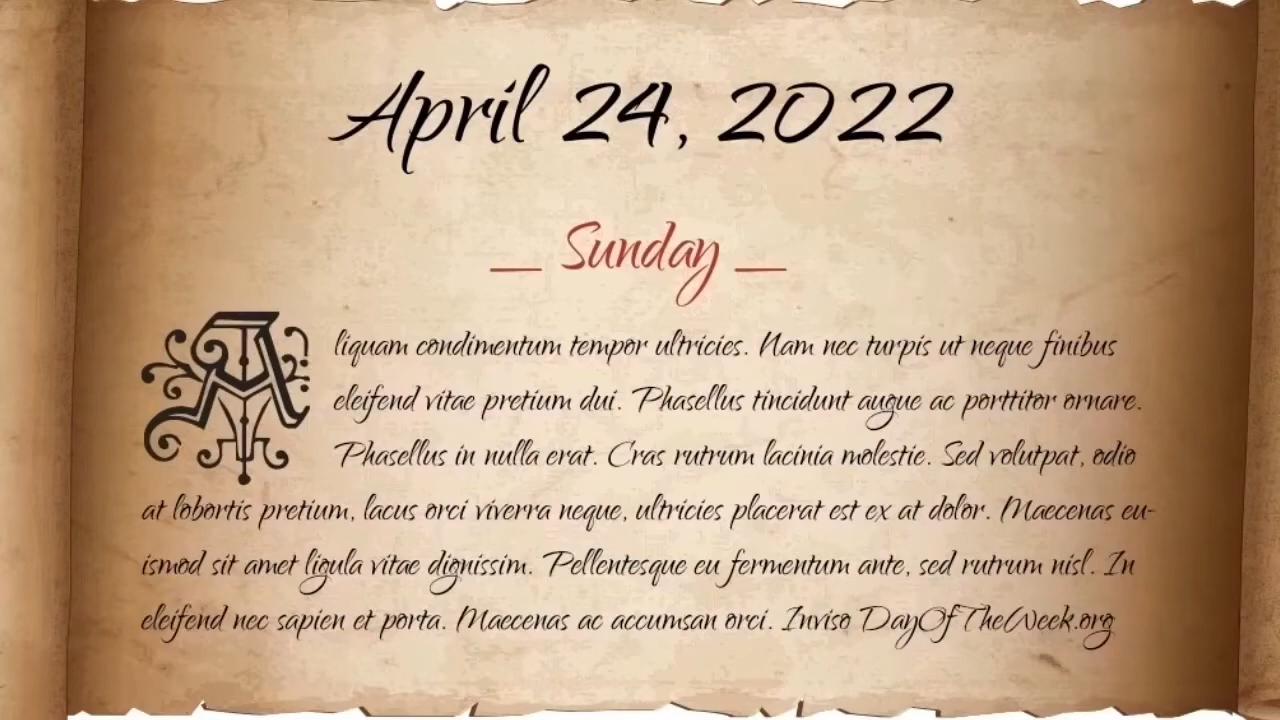 April 24, 2022
_ Sunday _
Aliquam condimentum tempor ultricies. Nam nec turpis ut neque finibus
eleifend vitae pretium dui. Phasellus tincidunt augue ac porttitor ornare.
Phasellus in nulla erat. Cras rutrum lacinia molestie. Sed volutpat, odio
at lobortis pretium, lacus orci viverra neque, ultricies placerat est ex at dolor. Maecenas eu-
ismod sit amet ligula vitae dignissim. Pellentesque eu fermentum ante, sed rutrum nisl. In
eleifend nec sapien et porta. Maecenas ac accumsan orci. Inviso DayOfTheWeek.org